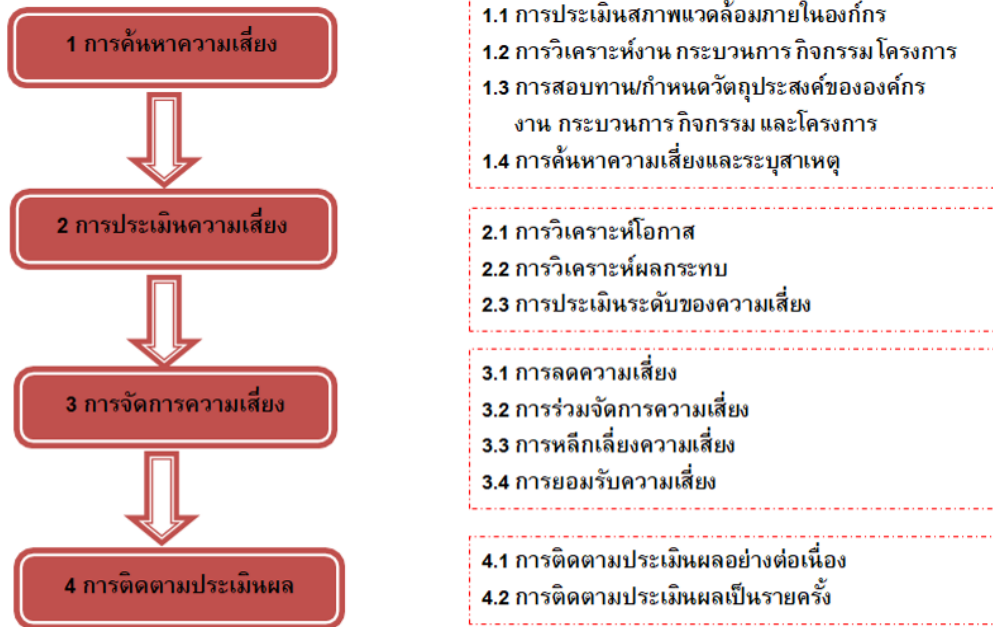 1 การค้นหาความเสี่ยง
1.1 การประเมินสภาพแวดล้อมภายในองก์กร
1.2 การวิเคราะห์งาน กระบวนการ กิจกรรม โครงการ
1.3 การสอบทาน/กำหนดวัตถุประสงค์ขององค์กร
งาน กระบวนการ กิจกรรม และโครงการ
1.4 การค้นหาความเสี่ยงและระบุสาเหตุ
2 การประเมินความเสี่ยง
2.1 การวิเคราะห์โอกาส
2.2 การวิเคราะห์ผลกระทบ
2.3 การประเมินระดับของความเสี่ยง
3 การจัดการความเสี่ยง
3.1 การลดความเสี่ยง
3.2 การร่วมจัดการความเสี่ยง
3.3 การหลีกเลี่ยงความเสี่ยง
3.4 การยอมรับความเสี่ยง
4 การติดตามประเมินผล
4.1 การติดตามประเมินผลอย่างต่อเนื่อง
4.2 การติดตามประเมินผลเป็นรายครั้ง